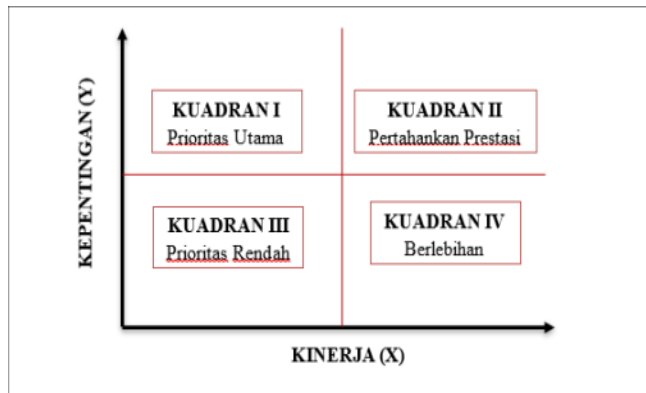 KEPENTINGAN (Y)
KUADRAN I
Prioritas Utama
KUADRAN II
Pertahankan Prestasi
KUADRAN III
Prioritas Rendah
KUADRAN IV
Berlebihan
KINERJA (X)